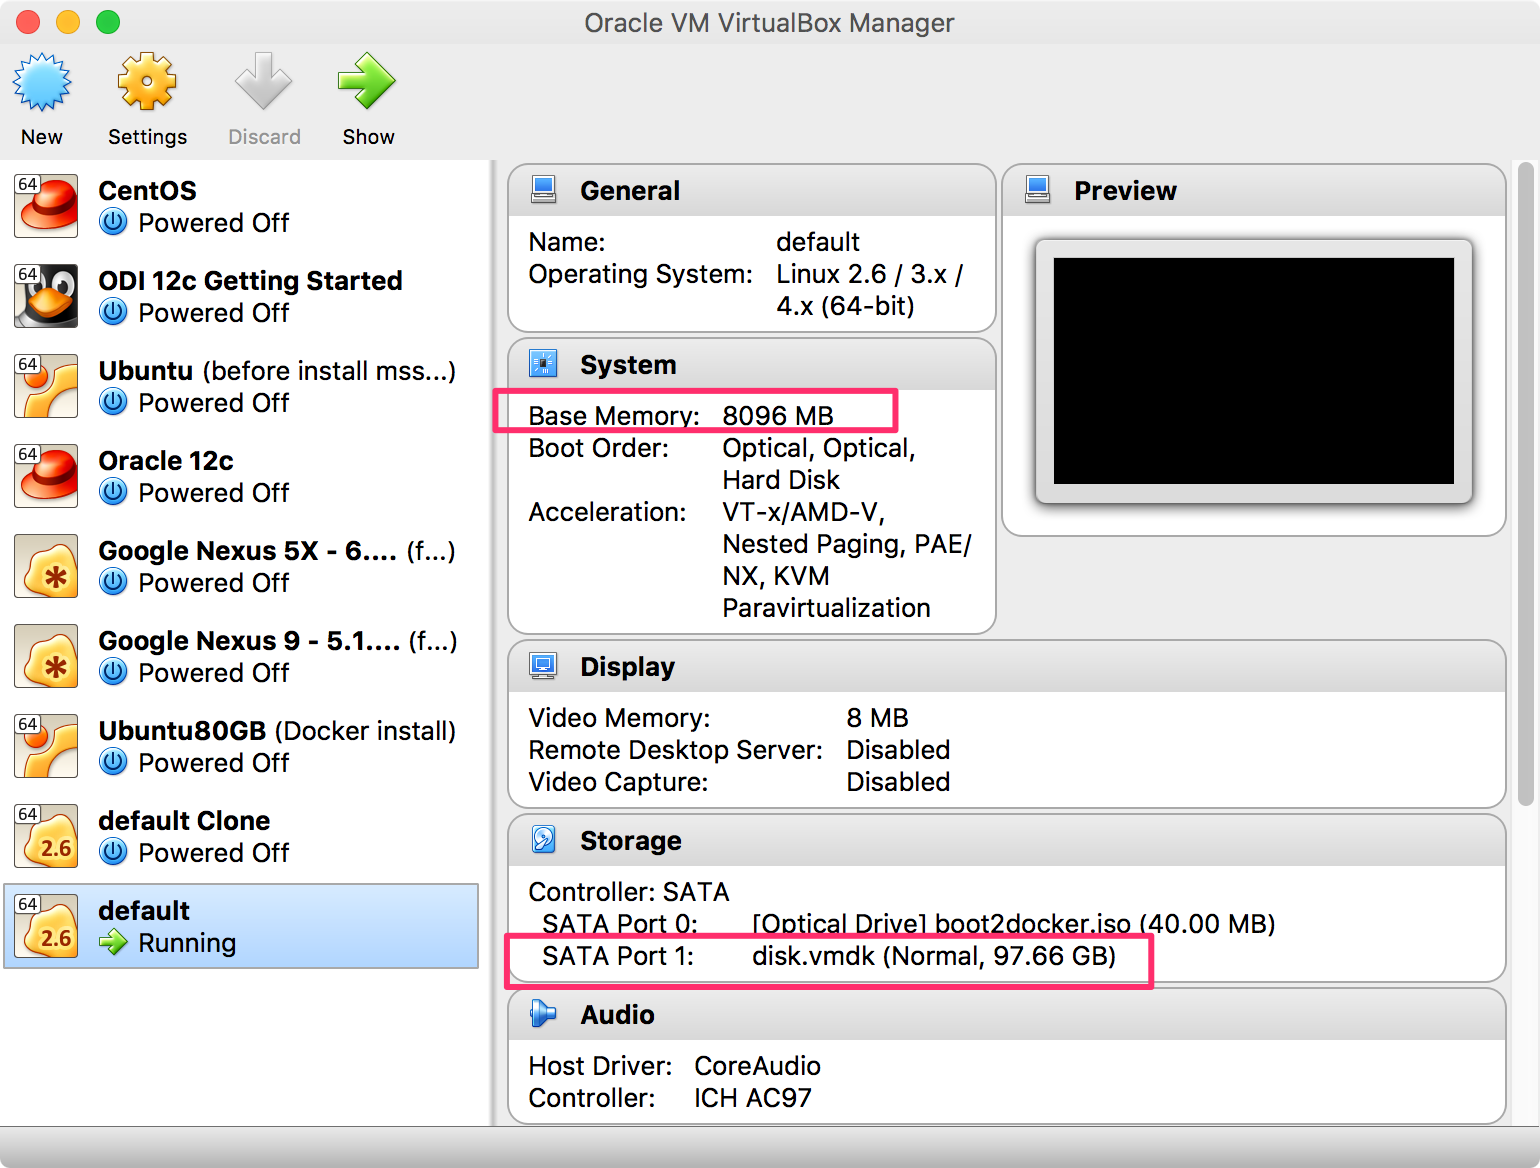 Oracle VM VirtualBox Manager
New
Settings
Discard
Show
64
CentOS
Powered Off
64
ODI 12c Getting Started
Powered Off
64
Ubuntu (before install mss...)
Powered Off
64
Oracle 12c
Powered Off
Google Nexus 5X - 6.... (f...)
Powered Off
Google Nexus 9 - 5.1.... (f...)
Powered Off
64
Ubuntu80GB (Docker install)
Powered Off
64
2.6
default Clone
Powered Off
64
2.6
default
Running
General
Name: default
Operating System: Linux 2.6 / 3.x /
4.x (64-bit)
System
Base Memory: 8096 MB
Boot Order: Optical, Optical,
Hard Disk
Acceleration: VT-x/AMD-V,
Nested Paging, PAE/
NX, KVM
Paravirtualization
Preview
Display
Video Memory: 8 MB
Remote Desktop Server: Disabled
Video Capture: Disabled
Storage
Controller: SATA
SATA Port 0: [Optical Drive] boot2docker.iso (40.00 MB)
SATA Port 1: disk.vmdk (Normal, 97.66 GB)
Audio
Host Driver: CoreAudio
Controller: ICH AC97